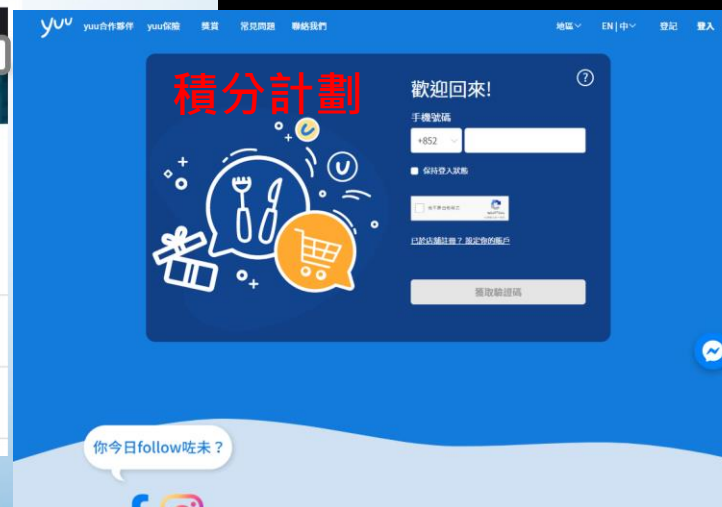 yuu yuu合作夥伴 yuu保險 獎賞 常見問題 聯絡我們 地區 EN|中 登記 登入
積分計劃
歡迎回來!
?
手機號碼
+852
保持登入狀態
已於店舖註冊？設定你的賬戶
獲取驗證碼
你今日follow咗未？